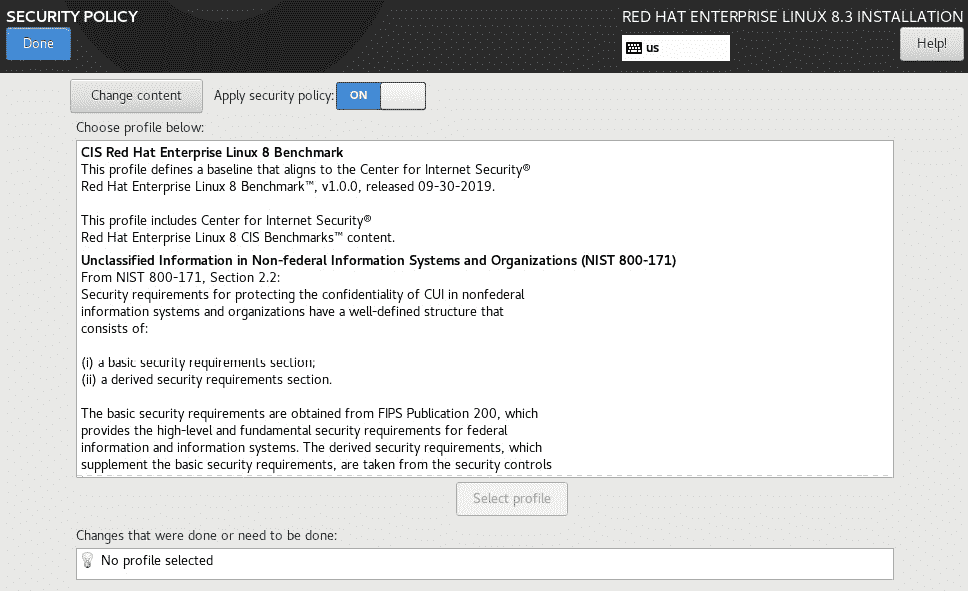 SECURITY POLICY
RED HAT ENTERPRISE LINUX 8.3 INSTALLATION
Done
us
Help!
Change content
Apply security policy:
ON
Choose profile below:
CIS Red Hat Enterprise Linux 8 Benchmark
This profile defines a baseline that aligns to the Center for Internet Security®
Red Hat Enterprise Linux 8 Benchmark™, v1.0.0, released 09-30-2019.
This profile includes Center for Internet Security®
Red Hat Enterprise Linux 8 CIS Benchmarks™ content.
Unclassified Information in Non-federal Information Systems and Organizations (NIST 800-171)
From NIST 800-171, Section 2.2:
Security requirements for protecting the confidentiality of CUI in nonfederal
information systems and organizations have a well-defined structure that
consists of:
(i) a basic security requirements section;
(ii) a derived security requirements section.
The basic security requirements are obtained from FIPS Publication 200, which
provides the high-level and fundamental security requirements for federal
information and information systems. The derived security requirements, which
supplement the basic security requirements, are taken from the security controls
Select profile
Changes that were done or need to be done:
No profile selected